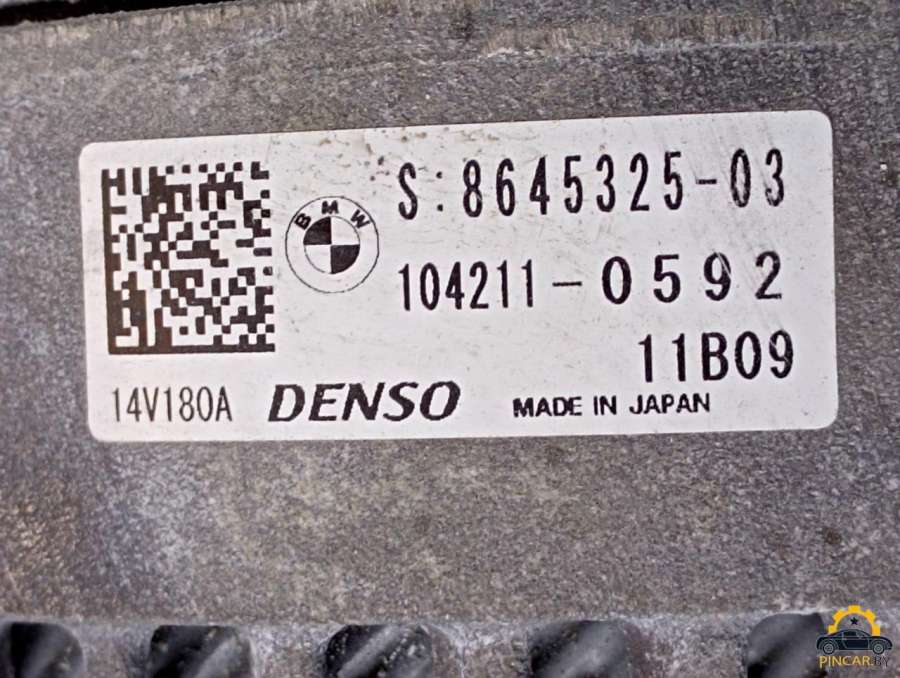 S:8645325-03
BMW
104211-0592
11B09
14V180A DENSO MADE IN JAPAN
PINCAR.BY